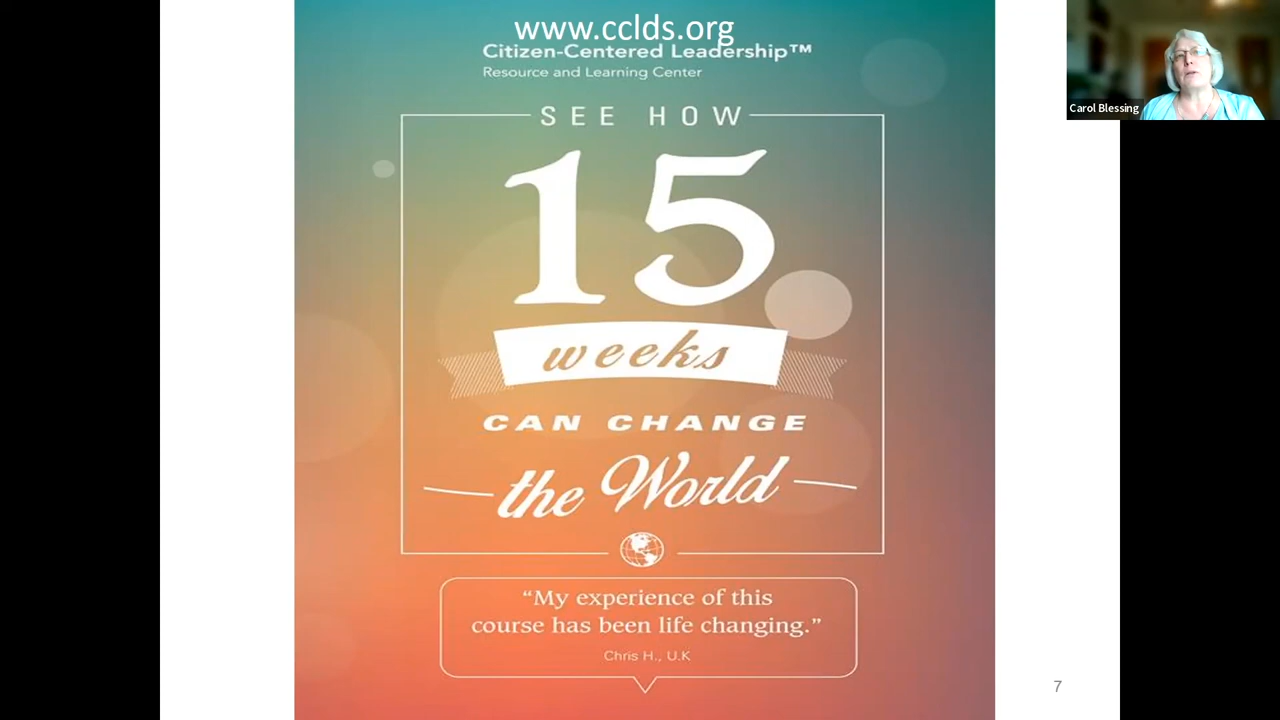 www.cclds.org
Citizen-Centered Leadership™
Resource and Learning Center
SEE HOW
15
weeks
CAN CHANGE
the World
“My experience of this
course has been life changing.”
Chris H., U.K
Carol Blessing
7